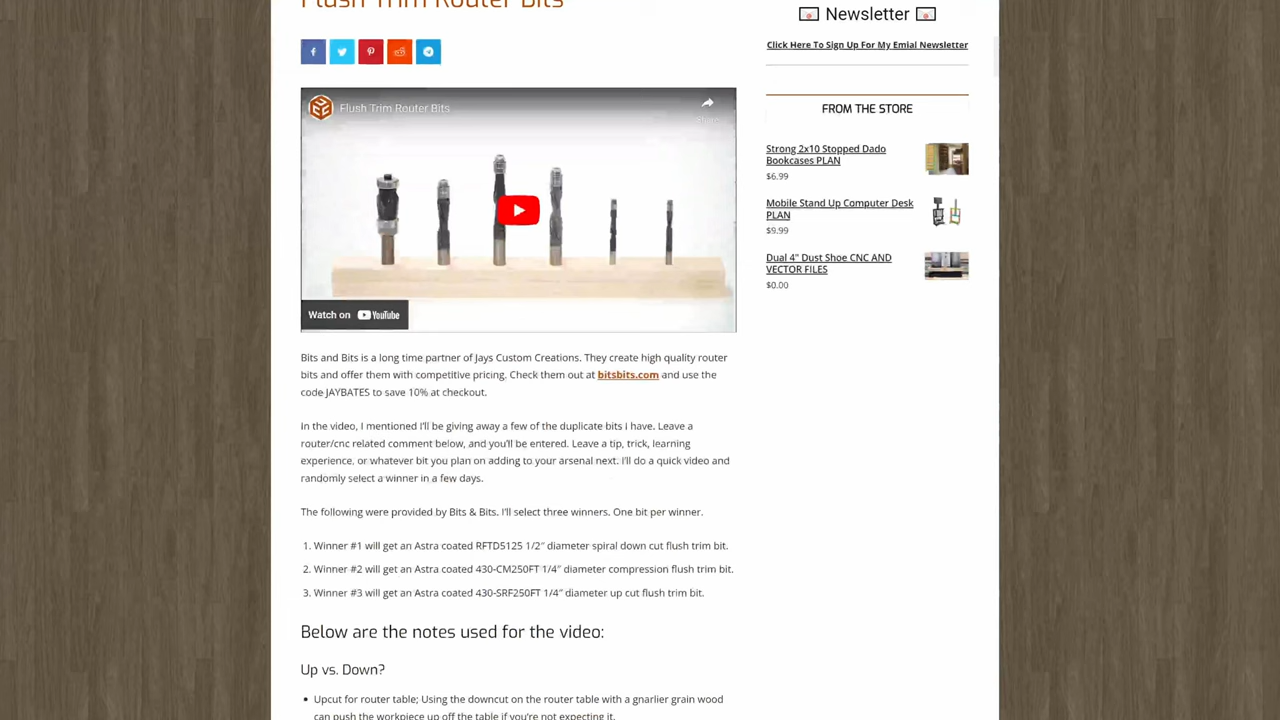 Flush Trim Router Bits
Newsletter
Click Here To Sign Up For My Emial Newsletter
FROM THE STORE
Flush Trim Router Bits
Share
Strong 2x10 Stopped Dado
Bookcases PLAN
$6.99
Mobile Stand Up Computer Desk
PLAN
$9.99
Dual 4" Dust Shoe CNC AND
VECTOR FILES
$0.00
Watch on YouTube
Bits and Bits is a long time partner of Jays Custom Creations. They create high quality router
bits and offer them with competitive pricing. Check them out at bitsbits.com and use the
code JAYBATES to save 10% at checkout.
In the video, I mentioned I'll be giving away a few of the duplicate bits i have. Leave a
router/cnc related comment below, and you'll be entered. Leave a tip, trick, learning
experience, or whatever bit you plan on adding to your arsenal next. I'll do a quick video and
randomly select a winner in a few days.
The following were provided by Bits & Bits. I'll select three winners. One bit per winner.
1. Winner #1 will get an Astra coated RFTD5125 1/2″ diameter spiral down cut flush trim bit.
2. Winner #2 will get an Astra coated 430-CM250FT 1/4″ diameter compression flush trim bit.
3. Winner #3 will get an Astra coated 430-SRF250FT 1/4″ diameter up cut flush trim bit.
Below are the notes used for the video:
Up vs. Down?
• Upcut for router table; Using the downcut on the router table with a gnarlier grain wood
can push the workpiece up off the table if you're not expecting it.